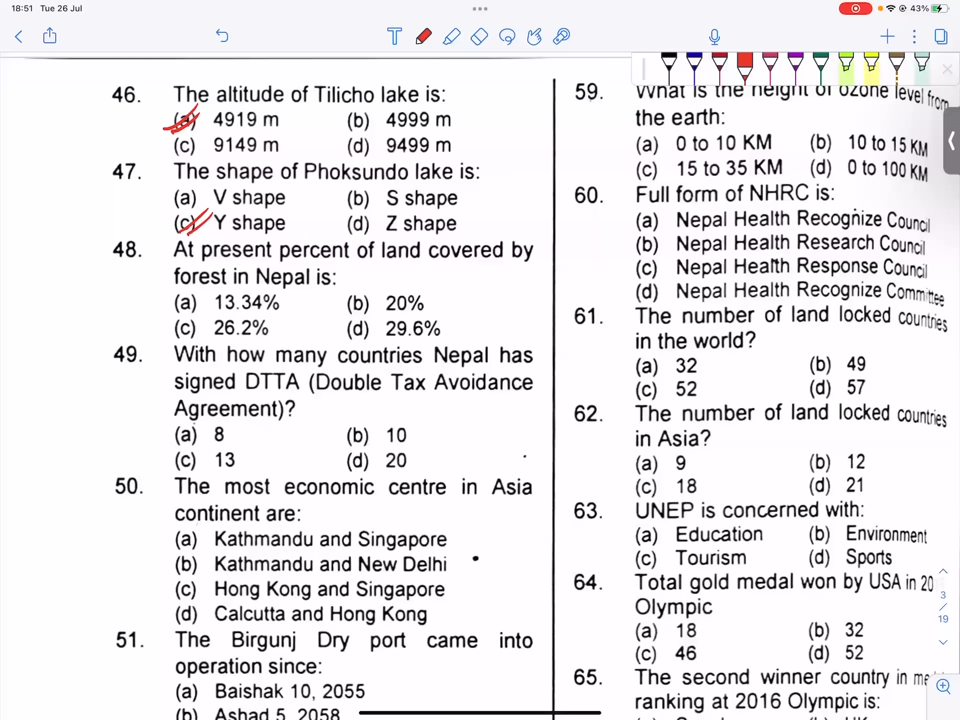 18:51 Tue 26 Jul
43%
46. The altitude of Tilicho lake is:
(a) 4919 m (b) 4999 m
(c) 9149 m (d) 9499 m
47. The shape of Phoksundo lake is:
(a) V shape (b) S shape
(c) Y shape (d) Z shape
48. At present percent of land covered by
forest in Nepal is:
(a) 13.34% (b) 20%
(c) 26.2% (d) 29.6%
49. With how many countries Nepal has
signed DTTA (Double Tax Avoidance
Agreement)?
(a) 8 (b) 10
(c) 13 (d) 20
50. The most economic centre in Asia
continent are:
(a) Kathmandu and Singapore
(b) Kathmandu and New Delhi
(c) Hong Kong and Singapore
(d) Calcutta and Hong Kong
51. The Birgunj Dry port came into
operation since:
(a) Baishak 10, 2055
(b) Ashad 5, 2058
59. What is the height of ozone level from
the earth:
(a) 0 to 10 KM (b) 10 to 15 KM
(c) 15 to 35 KM (d) 0 to 100 KM
60. Full form of NHRC is:
(a) Nepal Health Recognize Council
(b) Nepal Health Research Council
(c) Nepal Health Response Council
(d) Nepal Health Recognize Committee
61. The number of land locked countries
in the world?
(a) 32 (b) 49
(c) 52 (d) 57
62. The number of land locked countries
in Asia?
(a) 9 (b) 12
(c) 18 (d) 21
63. UNEP is concerned with:
(a) Education (b) Environment
(c) Tourism (d) Sports
64. Total gold medal won by USA in 20
Olympic
(a) 18 (b) 32
(c) 46 (d) 52
65. The second winner country in me
ranking at 2016 Olympic is:
3
/
19